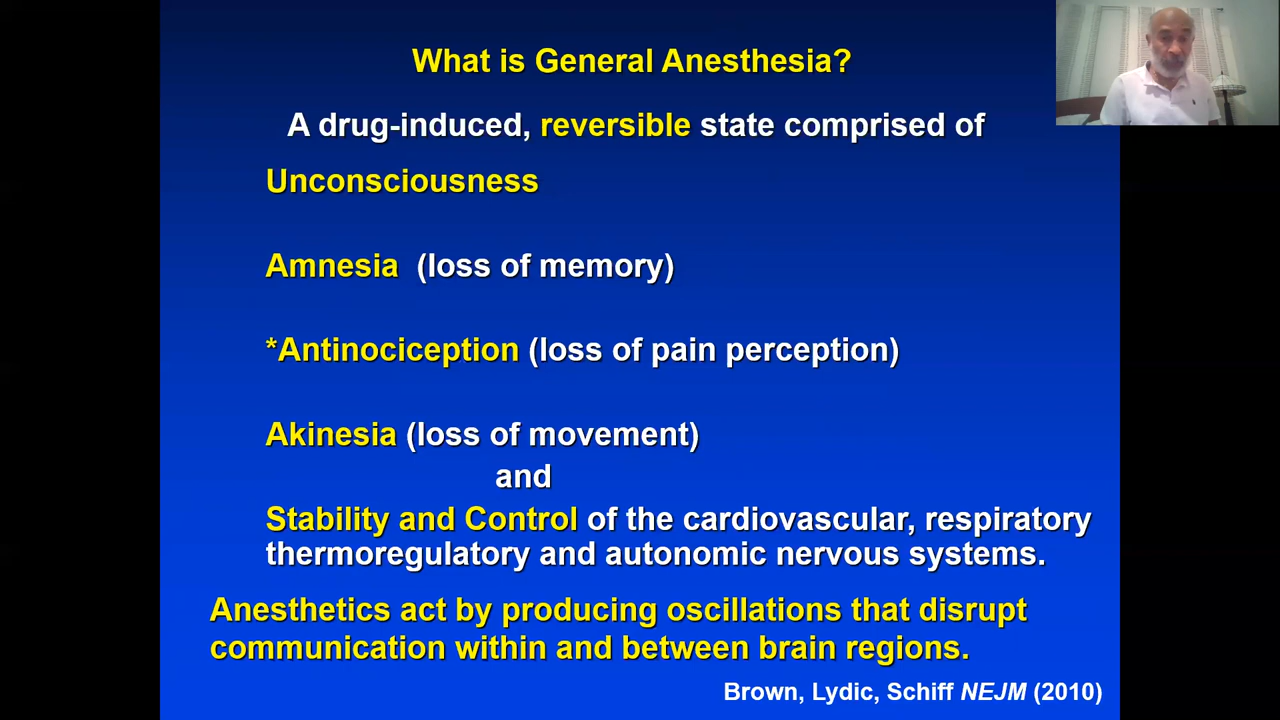 What is General Anesthesia?
A drug-induced, reversible state comprised of
Unconsciousness
Amnesia (loss of memory)
*Antinociception (loss of pain perception)
Akinesia (loss of movement)
and
Stability and Control of the cardiovascular, respiratory
thermoregulatory and autonomic nervous systems.
Anesthetics act by producing oscillations that disrupt
communication within and between brain regions.
Brown, Lydic, Schiff NEJM (2010)